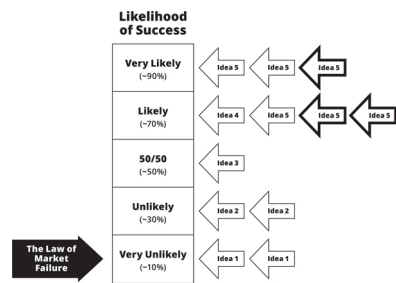 Likelihood
of Success
Very Likely
(~90%)
Idea 5
Idea 5
Idea 5
Likely
(~70%)
Idea 4
Idea 5
Idea 5
Idea 5
50/50
(~50%)
Idea 3
Unlikely
(~30%)
Idea 2
Idea 2
The Law of
Market
Failure
Very Unlikely
(~10%)
Idea 1
Idea 1